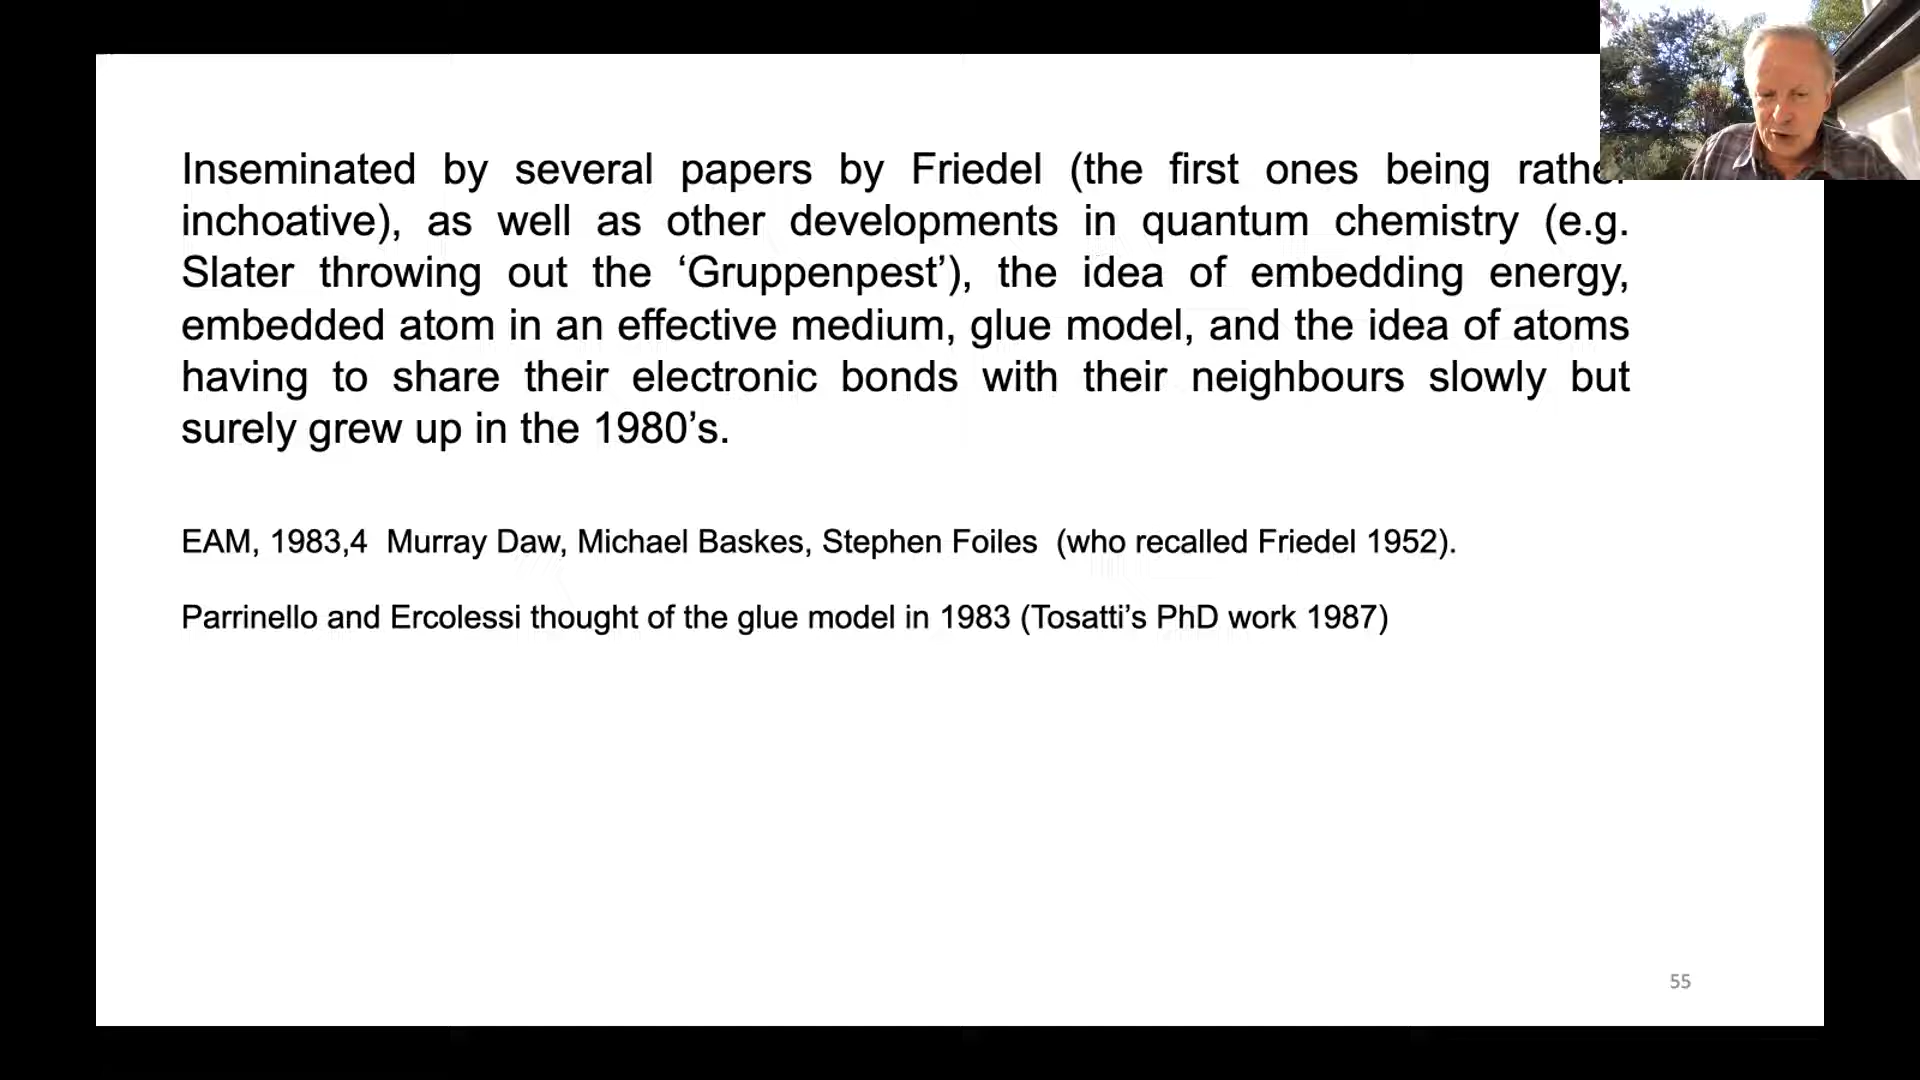 Inseminated by several papers by Friedel (the first ones being rather
inchoative), as well as other developments in quantum chemistry (e.g.
Slater throwing out the ‘Gruppenpest’), the idea of embedding energy,
embedded atom in an effective medium, glue model, and the idea of atoms
having to share their electronic bonds with their neighbours slowly but
surely grew up in the 1980’s.
EAM, 1983,4 Murray Daw, Michael Baskes, Stephen Foiles (who recalled Friedel 1952).
Parrinello and Ercolessi thought of the glue model in 1983 (Tosatti’s PhD work 1987)
55